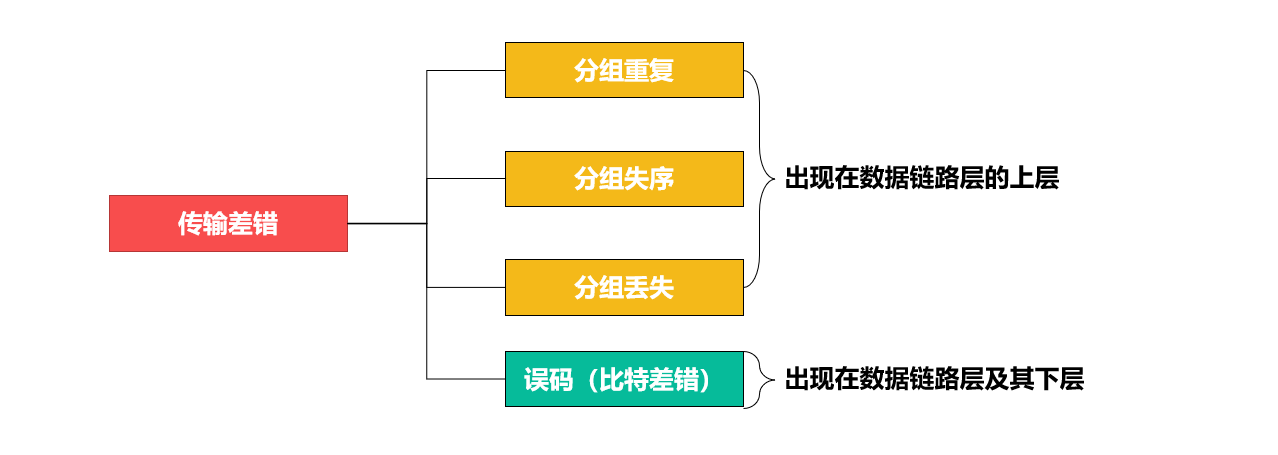 分组重复
分组失序
出现在数据链路层的上层
传输差错
分组丢失
误码（比特差错）
出现在数据链路层及其下层